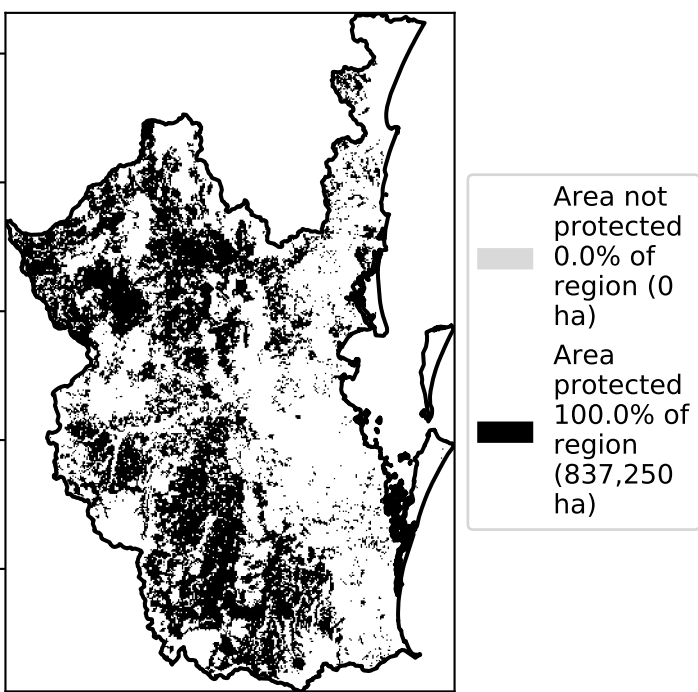 Area not
protected
0.0% of
region (0
ha)
Area
protected
100.0% of
region
(837,250
ha)